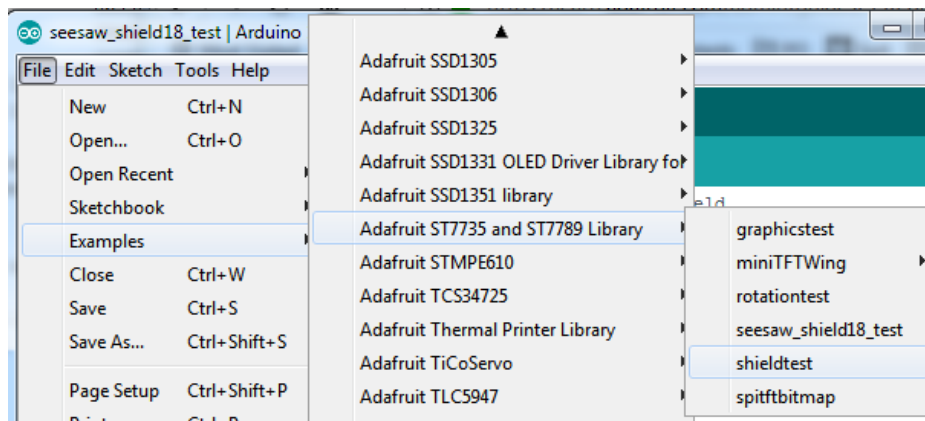 seesaw_shield18_test | Arduino
File Edit Sketch Tools Help
New Ctrl+N
Open... Ctrl+O
Open Recent
Sketchbook
Examples
Close Ctrl+W
Save Ctrl+S
Save As... Ctrl+Shift+S
Page Setup Ctrl+Shift+P
Adafruit SSD1305
Adafruit SSD1306
Adafruit SSD1325
Adafruit SSD1331 OLED Driver Library for
Adafruit SSD1351 library
Adafruit ST7735 and ST7789 Library
Adafruit STMPE610
Adafruit TCS34725
Adafruit Thermal Printer Library
Adafruit TiCoServo
Adafruit TLC5947
graphicstest
miniTFTWing
rotationtest
seesaw_shield18_test
shieldtest
spitftbitmap